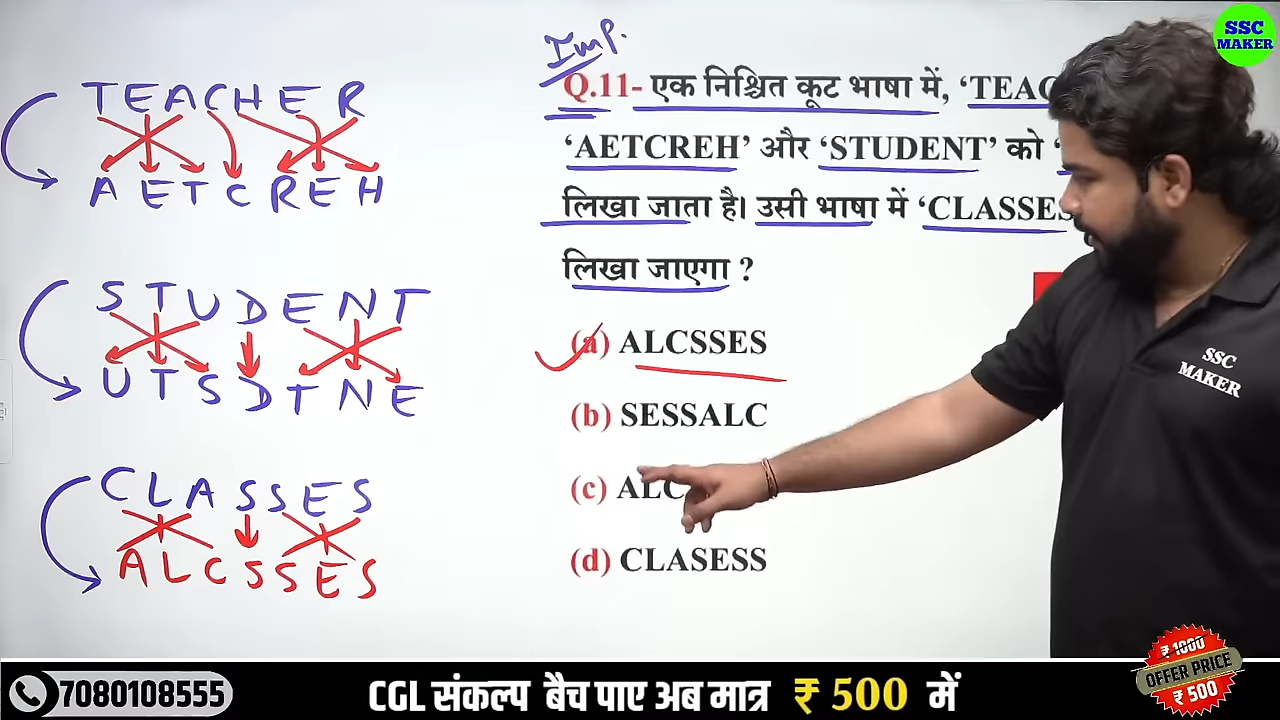 SSC
MAKER
Imp.
Q.11- एक निश्चित कूट भाषा में, ‘TEAC
‘AETCREH’ और ‘STUDENT’ को ‘
लिखा जाता है। उसी भाषा में ‘CLASSES
लिखा जाएगा ?
(a) ALCSSES
(b) SESSALC
(c) ALC
(d) CLASESS
TEACHER
AETCREH
STUDENT
UTSDTNE
CLASSES
ALCSSES
SSC
MAKER
7080108555
CGL संकल्प बैच पाए अब मात्र ₹ 500 में
₹ 1000
OFFER PRICE
₹ 500